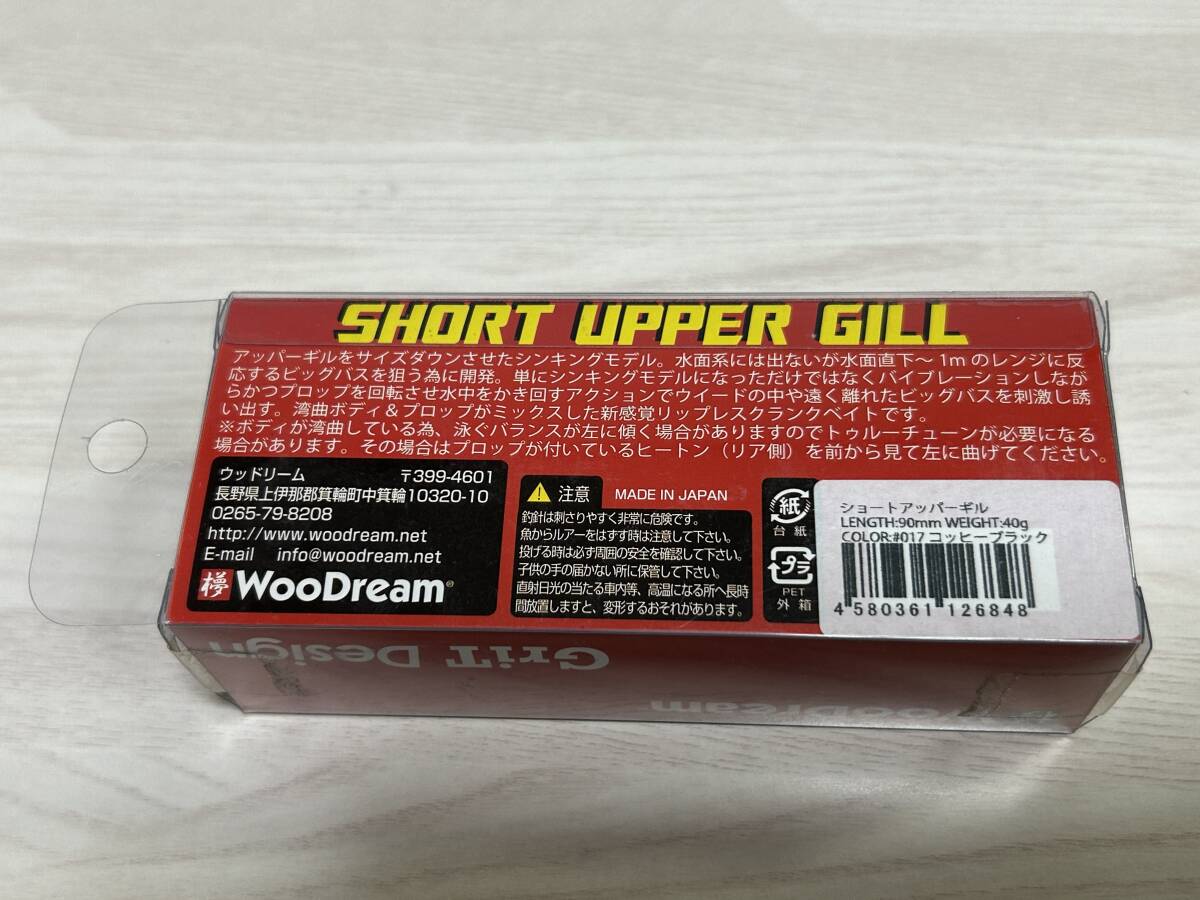 SHORT UPPER GILL
アッパーギルをサイズダウンさせたシンキングモデル。水面系には出ないが水面直下～1mのレンジに反
応するビッグバスを狙う為に開発。単にシンキングモデルになっただけではなくバイブレーションしなが
らかつプロップを回転させ水中をかき回すアクションでウイードの中や遠く離れたビッグバスを刺激し誘
い出す。湾曲ボディ＆プロップがミックスした新感覚リップレスクランクベイトです。
※ボディが湾曲している為、泳ぐバランスが左に傾く場合がありますのでトゥルーチューンが必要になる
場合があります。その場合はプロップが付いているヒートン（リア側）を前から見て左に曲げてください。
ウッドリーム 〒399-4601
長野県上伊那郡箕輪町中箕輪10320-10
0265-79-8208
http://www.woodream.net
E-mail info@woodream.net
夢 WooDream®
注意 MADE IN JAPAN
釣針は刺さりやすく非常に危険です。
魚からルアーをはずす時は注意して下さい。
投げる時は必ず周囲の安全を確認して下さい。
子供の手の届かない所に保管して下さい。
直射日光の当たる車内等、高温になる所へ長時
間放置しますと、変形するおそれがあります。
紙
台紙
プラ
PET
外箱
ショートアッパーギル
LENGTH:90mm WEIGHT:40g
COLOR:#017 コッヒーブラック
4 580361 126848
GriT Design
WooDream